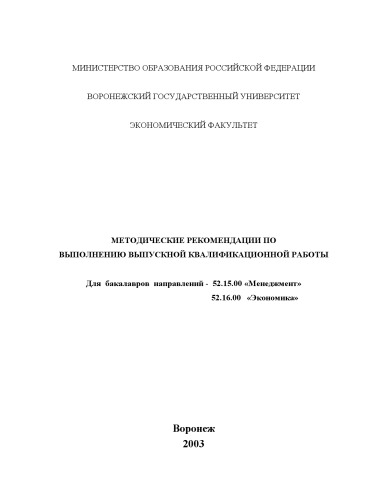 МИНИСТЕРСТВО ОБРАЗОВАНИЯ РОССИЙСКОЙ ФЕДЕРАЦИИ
ВОРОНЕЖСКИЙ ГОСУДАРСТВЕННЫЙ УНИВЕРСИТЕТ
ЭКОНОМИЧЕСКИЙ ФАКУЛЬТЕТ
МЕТОДИЧЕСКИЕ РЕКОМЕНДАЦИИ ПО
ВЫПОЛНЕНИЮ ВЫПУСКНОЙ КВАЛИФИКАЦИОННОЙ РАБОТЫ
Для бакалавров направлений - 52.15.00 «Менеджмент»
52.16.00 «Экономика»
Воронеж
2003